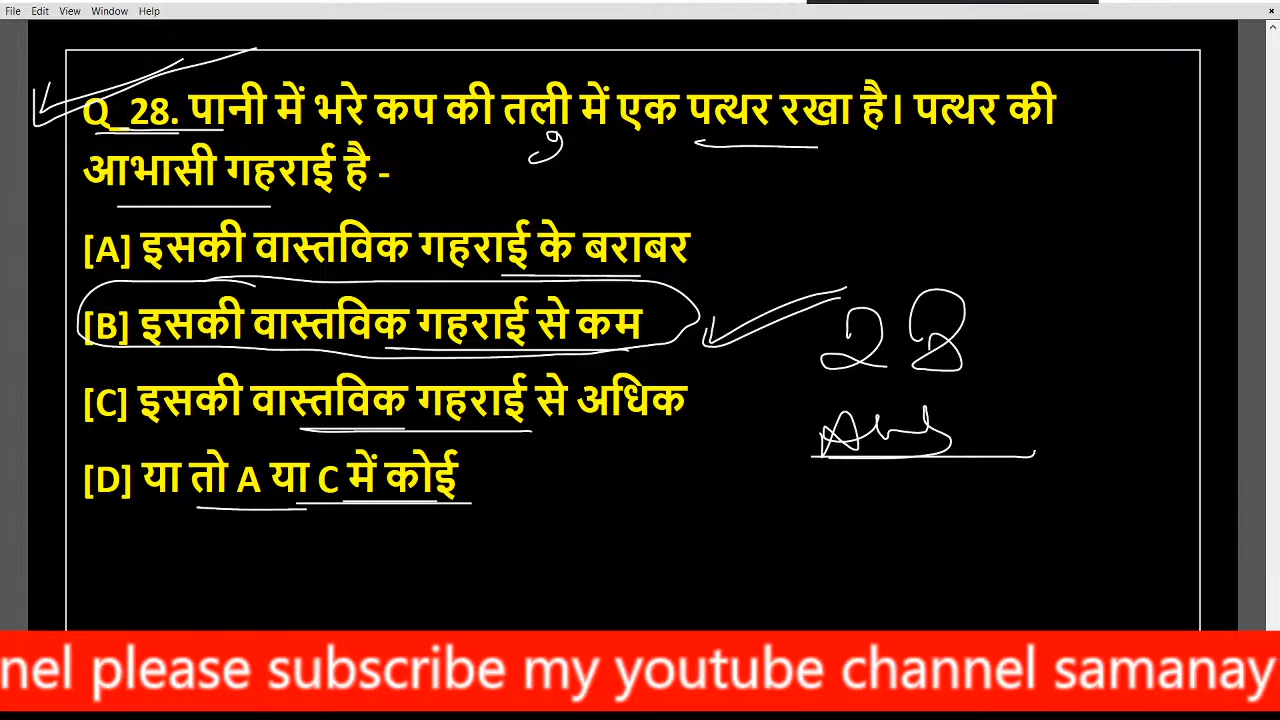 File Edit View Window Help
Q_28. पानी में भरे कप की तली में एक पत्थर रखा है। पत्थर की
आभासी गहराई है -
[A] इसकी वास्तविक गहराई के बराबर
[B] इसकी वास्तविक गहराई से कम
[C] इसकी वास्तविक गहराई से अधिक
[D] या तो A या C में कोई
28
nel please subscribe my youtube channel samanay